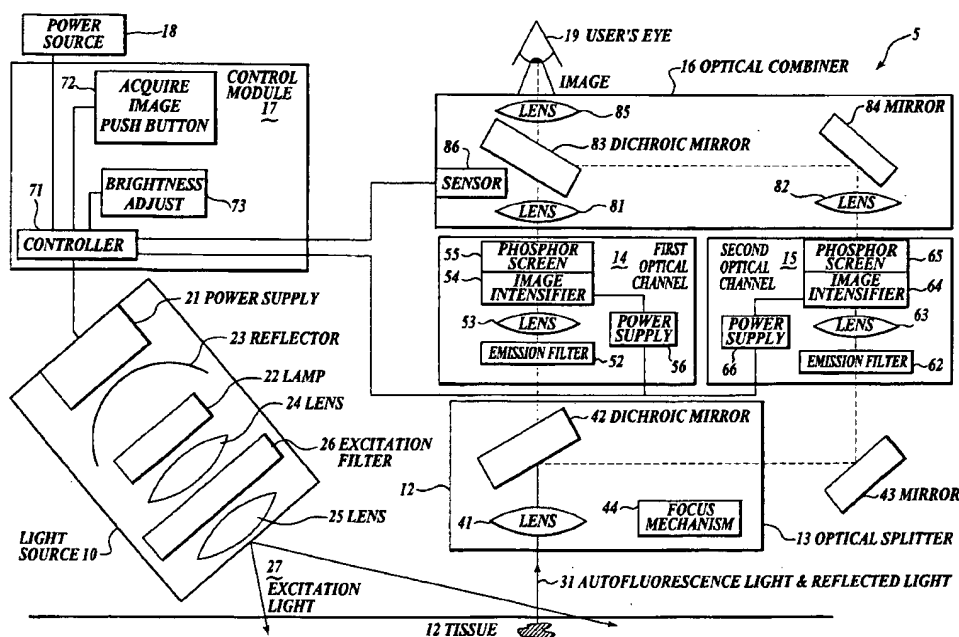 POWER
SOURCE
18
CONTROL
MODULE
17
72
ACQUIRE
IMAGE
PUSH BUTTON
BRIGHTNESS
ADJUST
73
71
CONTROLLER
19 USER'S EYE
5
IMAGE
16 OPTICAL COMBINER
LENS
85
84 MIRROR
83 DICHROIC MIRROR
86
SENSOR
82
LENS
LENS
81
55
PHOSPHOR
SCREEN
54
IMAGE
INTENSIFIER
14
FIRST
OPTICAL
CHANNEL
53
LENS
EMISSION FILTER
52
POWER
SUPPLY
56
SECOND
OPTICAL
CHANNEL
15
PHOSPHOR
SCREEN
65
IMAGE
INTENSIFIER
64
POWER
SUPPLY
66
LENS
63
EMISSION FILTER
62
21 POWER SUPPLY
23 REFLECTOR
22 LAMP
24 LENS
26 EXCITATION
FILTER
25 LENS
LIGHT
SOURCE 10
27
EXCITATION
LIGHT
42 DICHROIC MIRROR
12
41
LENS
44
FOCUS
MECHANISM
43 MIRROR
13 OPTICAL SPLITTER
31 AUTOFLUORESCENCE LIGHT & REFLECTED LIGHT
12 TISSUE